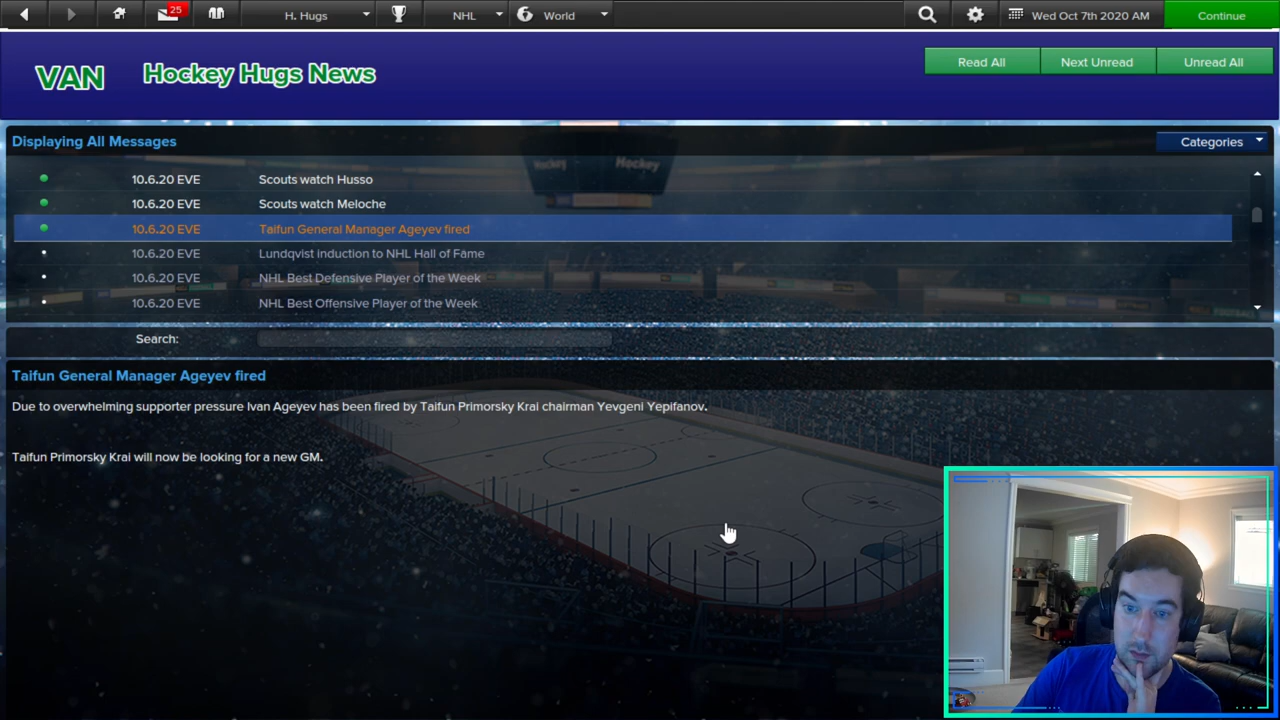 25
H. Hugs
NHL
World
Wed Oct 7th 2020 AM
Continue
VAN
Hockey Hugs News
Read All
Next Unread
Unread All
Displaying All Messages
Categories
10.6.20 EVE Scouts watch Husso
10.6.20 EVE Scouts watch Meloche
10.6.20 EVE Taifun General Manager Ageyev fired
10.6.20 EVE Lundqvist induction to NHL Hall of Fame
10.6.20 EVE NHL Best Defensive Player of the Week
10.6.20 EVE NHL Best Offensive Player of the Week
Search:
Taifun General Manager Ageyev fired
Due to overwhelming supporter pressure Ivan Ageyev has been fired by Taifun Primorsky Krai chairman Yevgeni Yepifanov.
Taifun Primorsky Krai will now be looking for a new GM.